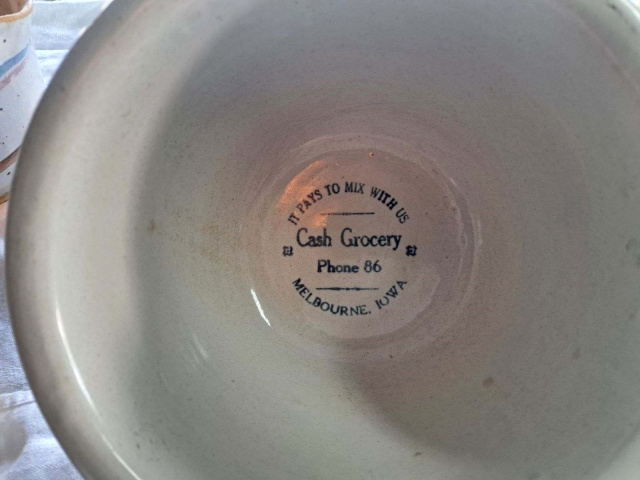 IT PAYS TO MIX WITH US
Cash Grocery
Phone 86
MELBOURNE, IOWA